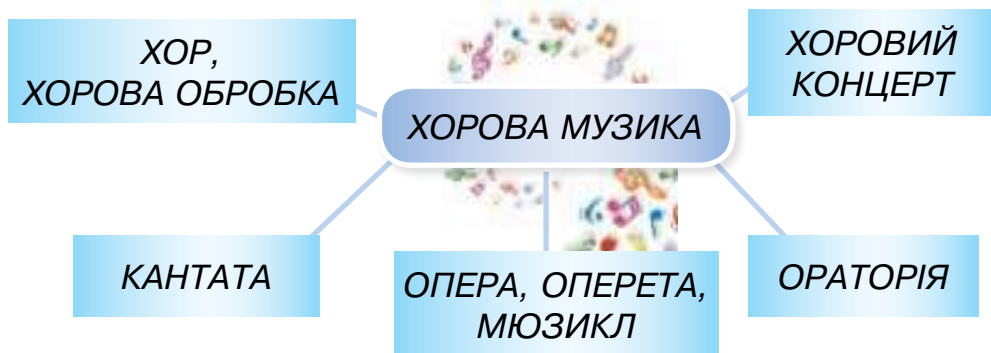 ХОР,
ХОРОВА ОБРОБКА
ХОРОВИЙ
КОНЦЕРТ
ХОРОВА МУЗИКА
КАНТАТА
ОПЕРА, ОПЕРЕТА,
МЮЗИКЛ
ОРАТОРІЯ